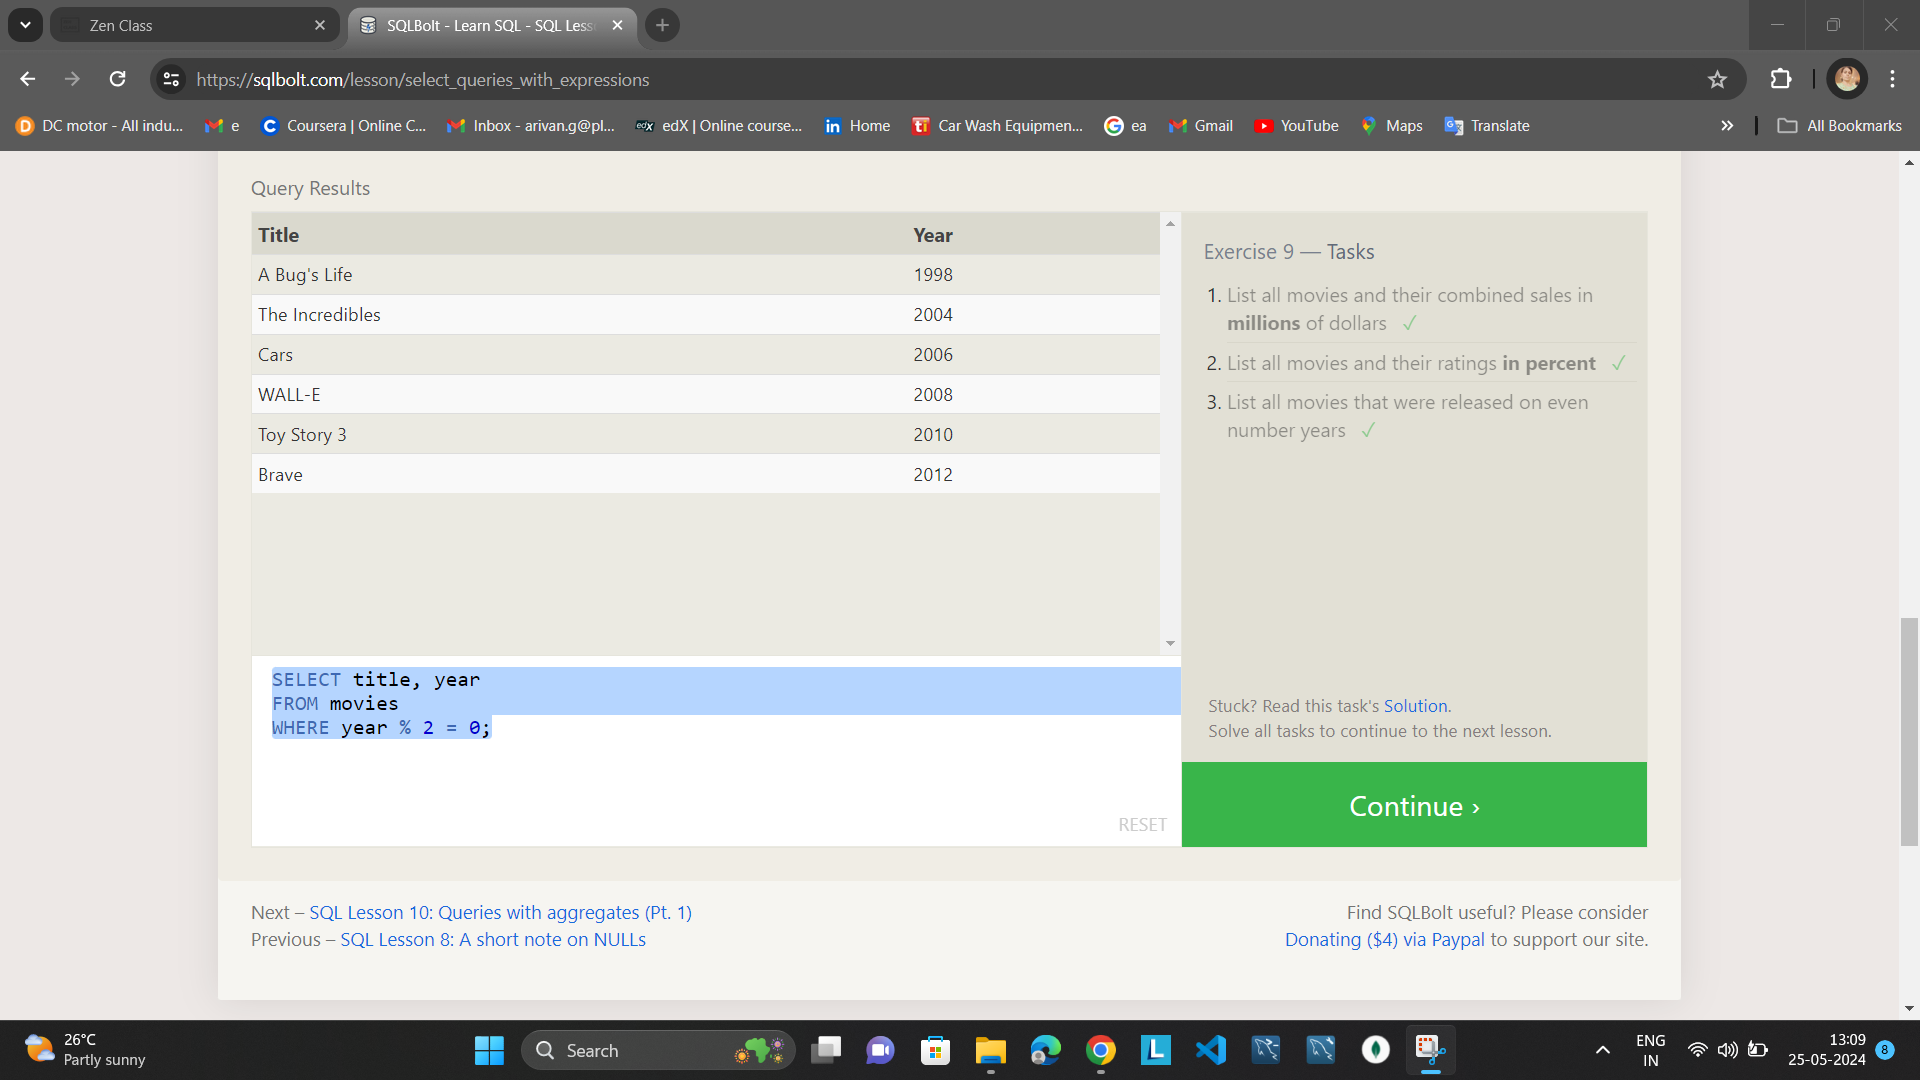 Zen Class
SQLBolt - Learn SQL - SQL Less
https://sqlbolt.com/lesson/select_queries_with_expressions
DC motor - All indu...
e
Coursera | Online C...
Inbox - arivan.g@pl...
edX | Online course...
Home
Car Wash Equipmen...
ea
Gmail
YouTube
Maps
Translate
All Bookmarks
Query Results
Title Year
A Bug's Life 1998
The Incredibles 2004
Cars 2006
WALL-E 2008
Toy Story 3 2010
Brave 2012
Exercise 9 — Tasks
1. List all movies and their combined sales in
millions of dollars ✓
2. List all movies and their ratings in percent ✓
3. List all movies that were released on even
number years ✓
SELECT title, year
FROM movies
WHERE year % 2 = 0;
RESET
Stuck? Read this task's Solution.
Solve all tasks to continue to the next lesson.
Continue ›
Next – SQL Lesson 10: Queries with aggregates (Pt. 1)
Previous – SQL Lesson 8: A short note on NULLs
Find SQLBolt useful? Please consider
Donating ($4) via Paypal to support our site.
26°C
Partly sunny
Search
ENG
IN
13:09
25-05-2024
8